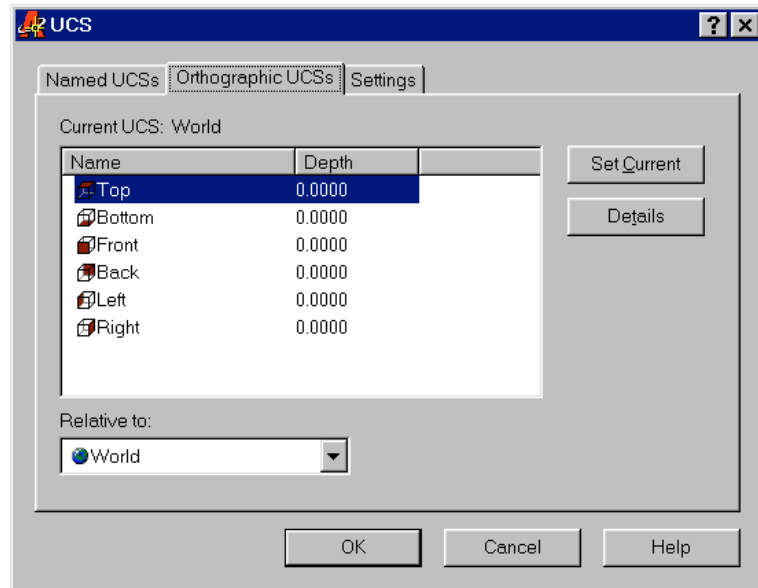 UCS
Named UCSs Orthographic UCSs Settings
Current UCS: World
Name Depth
Top 0.0000
Bottom 0.0000
Front 0.0000
Back 0.0000
Left 0.0000
Right 0.0000
Set Current
Details
Relative to:
World
OK Cancel Help